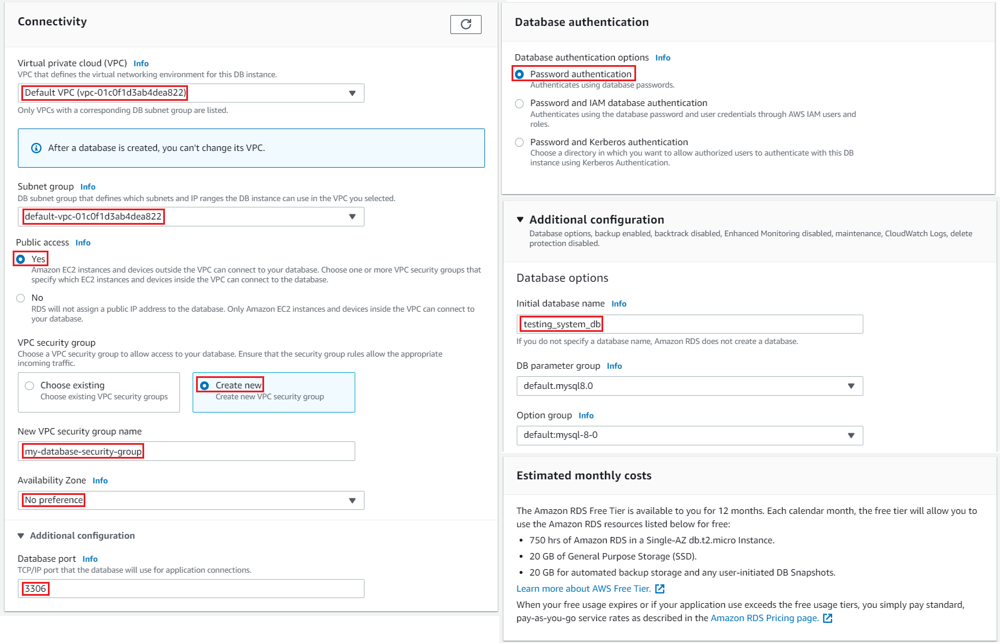 Connectivity
Virtual private cloud (VPC) Info
VPC that defines the virtual networking environment for this DB instance.
Default VPC (vpc-01c0f1d3ab4dea822)
Only VPCs with a corresponding DB subnet group are listed.
After a database is created, you can't change its VPC.
Subnet group Info
DB subnet group that defines which subnets and IP ranges the DB instance can use in the VPC you selected.
default-vpc-01c0f1d3ab4dea822
Public access Info
Yes
Amazon EC2 instances and devices outside the VPC can connect to your database. Choose one or more VPC security groups that
specify which EC2 instances and devices inside the VPC can connect to the database.
No
RDS will not assign a public IP address to the database. Only Amazon EC2 instances and devices inside the VPC can connect to
your database.
VPC security group
Choose a VPC security group to allow access to your database. Ensure that the security group rules allow the appropriate
incoming traffic.
Choose existing
Choose existing VPC security groups
Create new
Create new VPC security group
New VPC security group name
my-database-security-group
Availability Zone Info
No preference
Additional configuration
Database port Info
TCP/IP port that the database will use for application connections.
3306
Database authentication
Database authentication options Info
Password authentication
Authenticates using database passwords.
Password and IAM database authentication
Authenticates using the database password and user credentials through AWS IAM users and
roles.
Password and Kerberos authentication
Choose a directory in which you want to allow authorized users to authenticate with this DB
instance using Kerberos Authentication.
Additional configuration
Database options, backup enabled, backtrack disabled, Enhanced Monitoring disabled, maintenance, CloudWatch Logs, delete
protection disabled.
Database options
Initial database name Info
testing_system_db
If you do not specify a database name, Amazon RDS does not create a database.
DB parameter group Info
default.mysql8.0
Option group Info
default:mysql-8-0
Estimated monthly costs
The Amazon RDS Free Tier is available to you for 12 months. Each calendar month, the free tier will allow you to
use the Amazon RDS resources listed below for free:
• 750 hrs of Amazon RDS in a Single-AZ db.t2.micro Instance.
• 20 GB of General Purpose Storage (SSD).
• 20 GB for automated backup storage and any user-initiated DB Snapshots.
Learn more about AWS Free Tier.
When your free usage expires or if your application use exceeds the free usage tiers, you simply pay standard,
pay-as-you-go service rates as described in the Amazon RDS Pricing page.